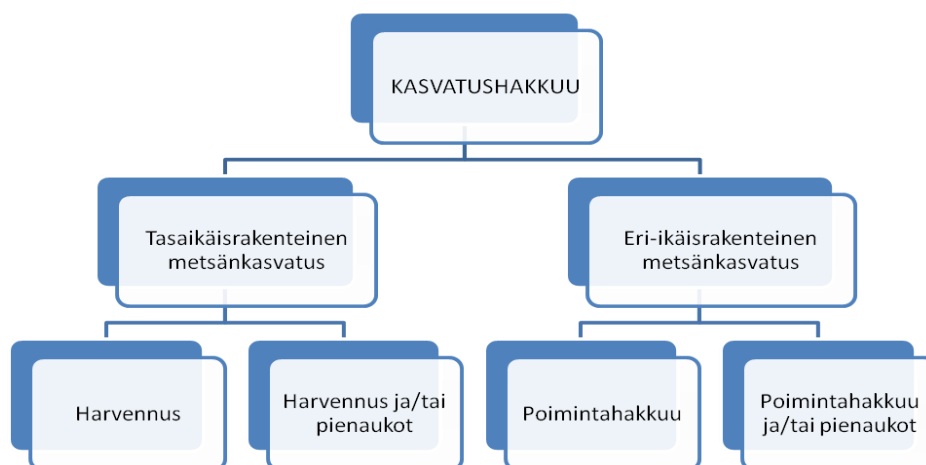 KASVATUSHAKKUU
Tasaikäisrakenteinen
metsänkasvatus
Eri-ikäisrakenteinen
metsänkasvatus
Harvennus
Harvennus ja/tai
pienaukot
Poimintahakkuu
Poimintahakkuu
ja/tai pienaukot